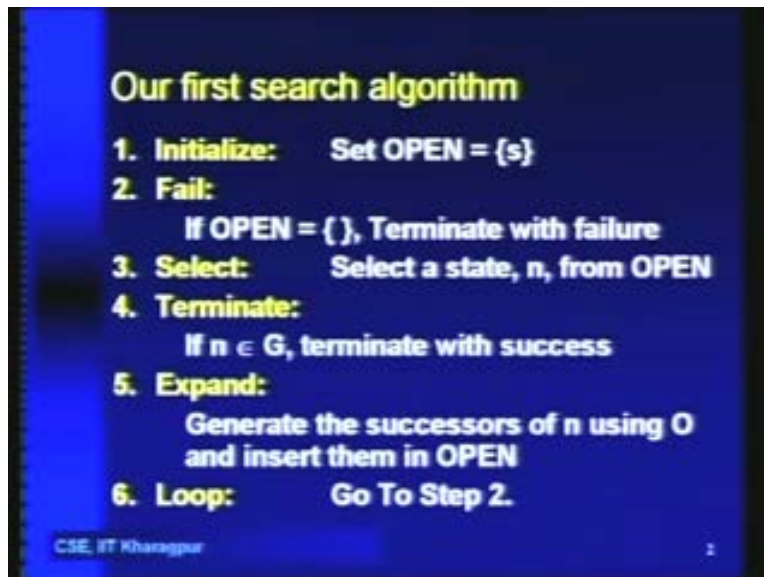 Our first search algorithm
1. Initialize: Set OPEN = {s}
2. Fail:
If OPEN = { }, Terminate with failure
3. Select: Select a state, n, from OPEN
4. Terminate:
If n ∈ G, terminate with success
5. Expand:
Generate the successors of n using O
and insert them in OPEN
6. Loop: Go To Step 2.
CSE, IIT Kharagpur 2